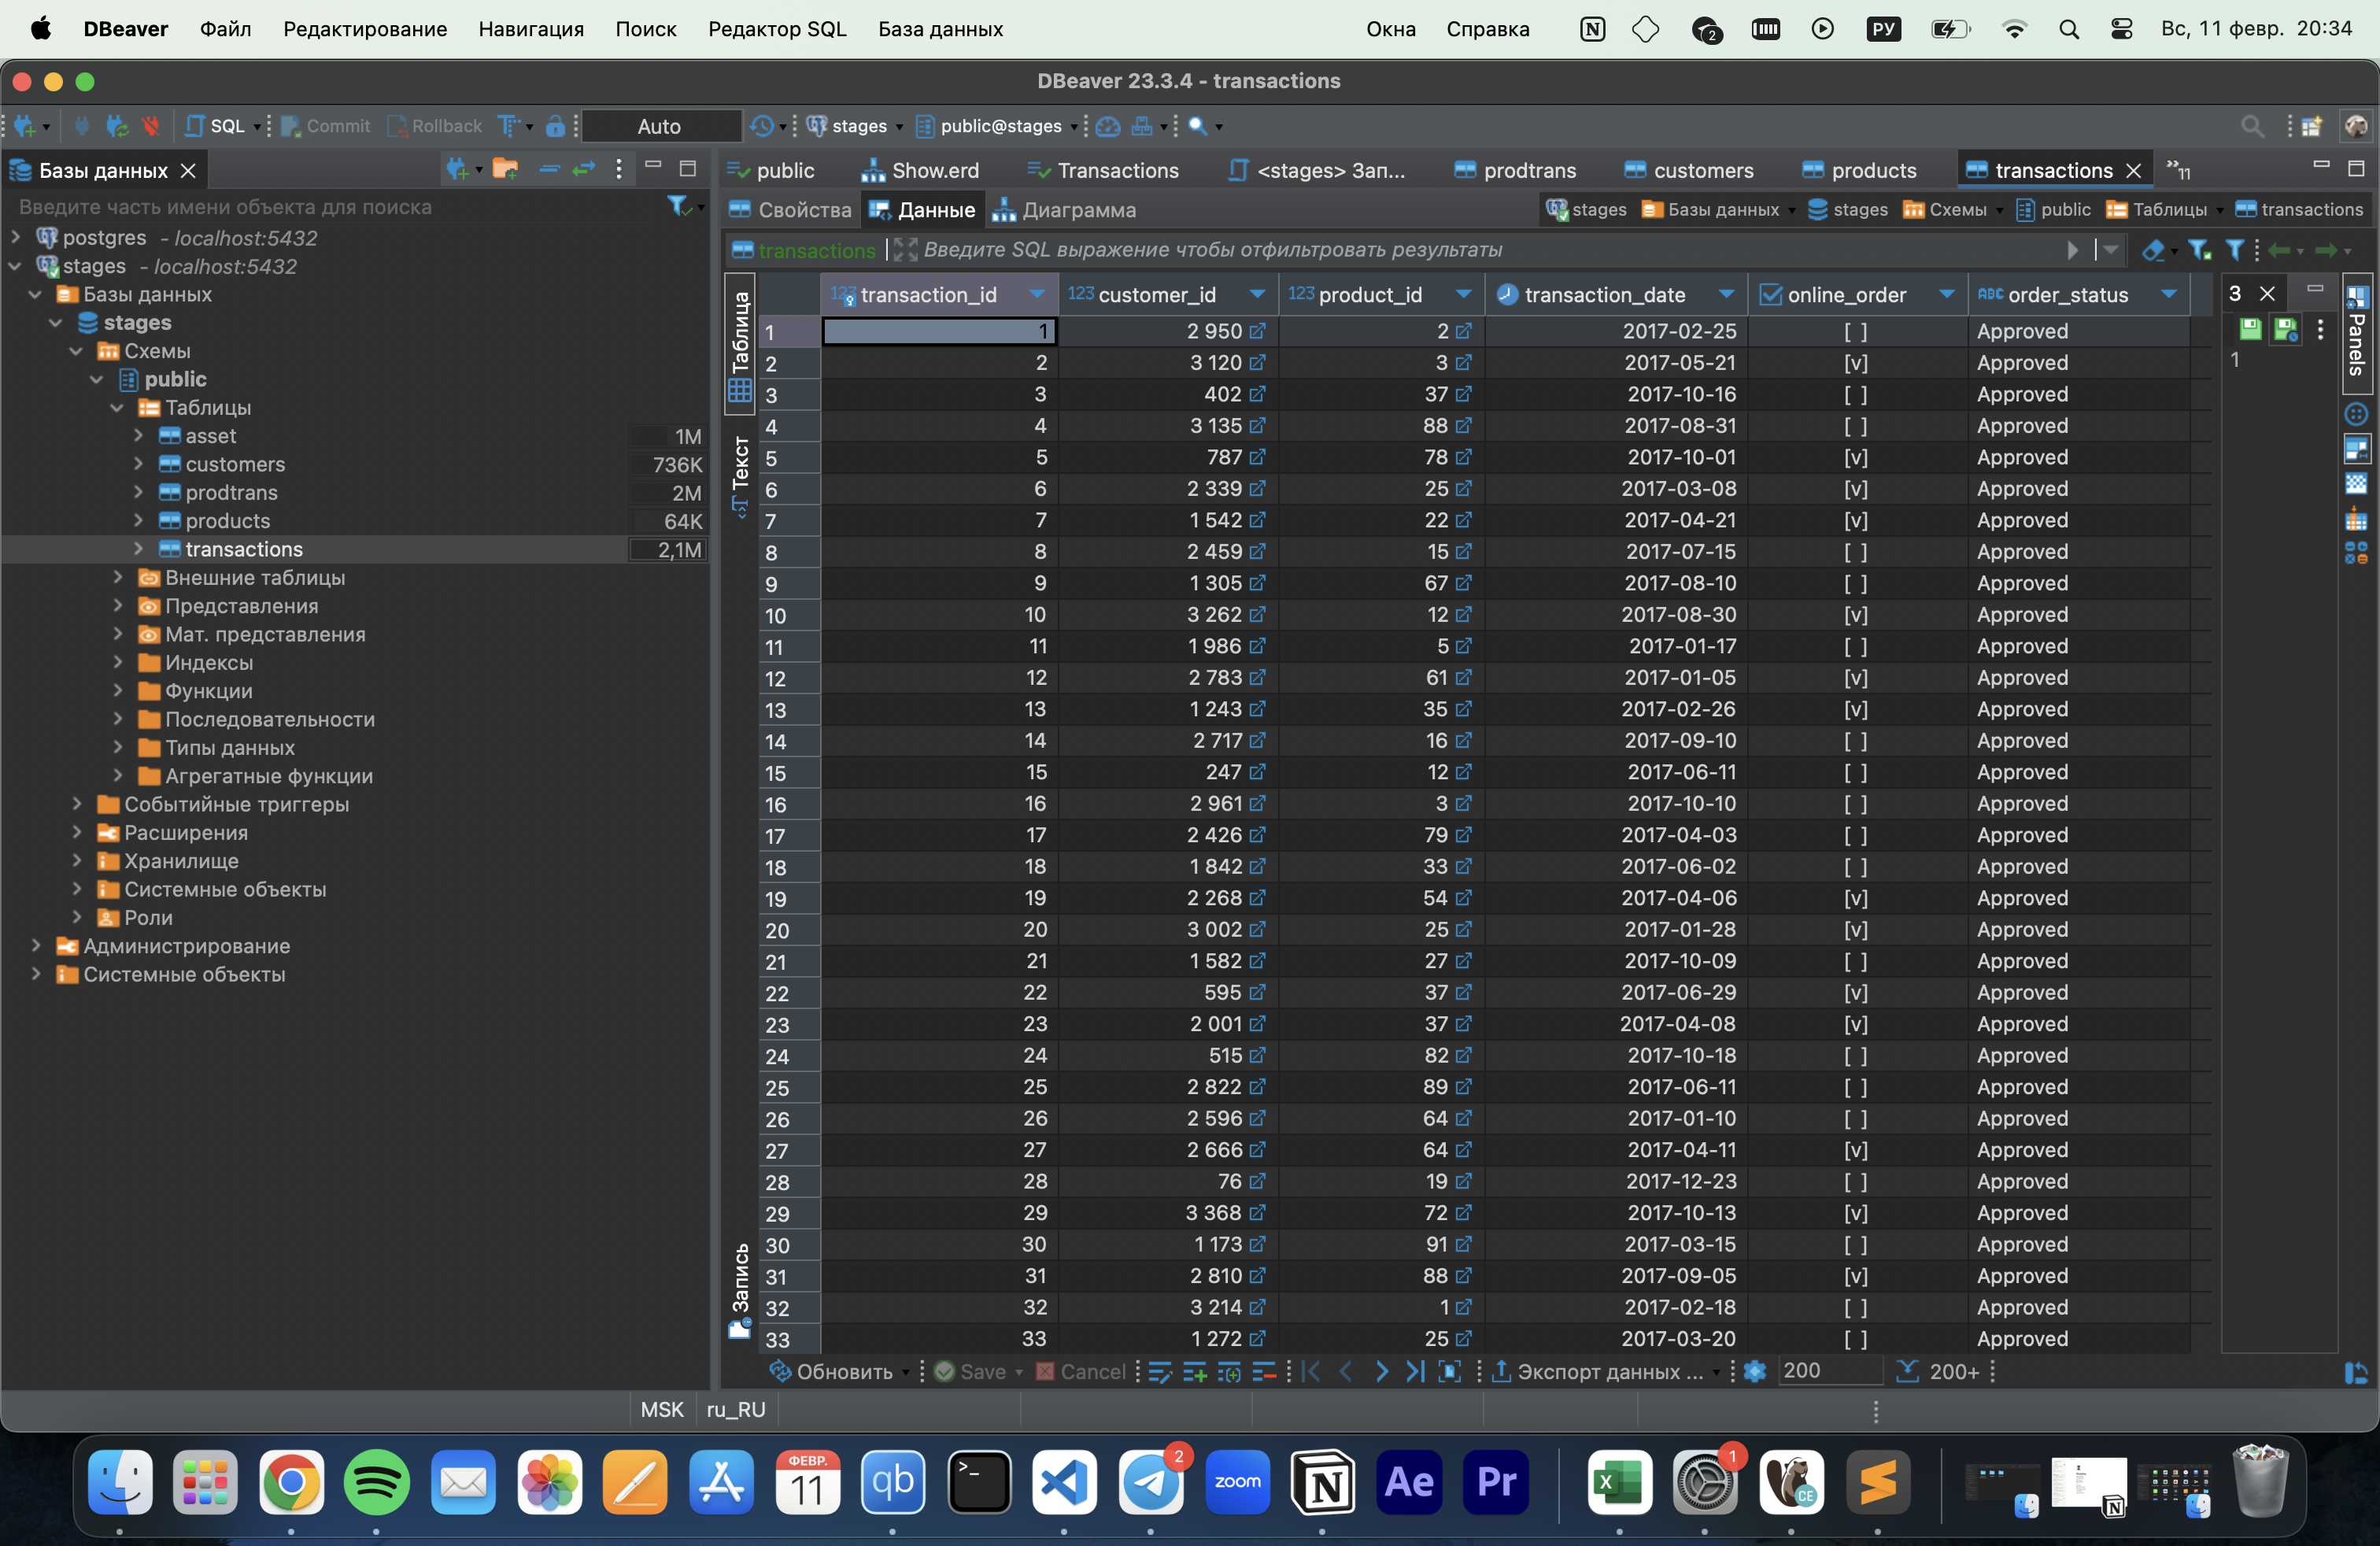 DBeaver Файл Редактирование Навигация Поиск Редактор SQL База данных Окна Справка 2 РУ Вс, 11 февр. 20:34
DBeaver 23.3.4 - transactions
SQL Commit Rollback Auto stages public@stages
Базы данных
Введите часть имени объекта для поиска
postgres - localhost:5432
stages - localhost:5432
Базы данных
stages
Схемы
public
Таблицы
asset 1M
customers 736K
prodtrans 2M
products 64K
transactions 2,1M
Внешние таблицы
Представления
Мат. представления
Индексы
Функции
Последовательности
Типы данных
Агрегатные функции
Событийные триггеры
Расширения
Хранилище
Системные объекты
Роли
Администрирование
Системные объекты
public Show.erd Transactions <stages> Зап... prodtrans customers products transactions »11
Свойства Данные Диаграмма stages Базы данных stages Схемы public Таблицы transactions
transactions Введите SQL выражение чтобы отфильтровать результаты
Таблица
Текст
Запись
123 transaction_id 123 customer_id 123 product_id transaction_date online_order ABC order_status
1 1 2 950 2 2017-02-25 [ ] Approved
2 2 3 120 3 2017-05-21 [v] Approved
3 3 402 37 2017-10-16 [ ] Approved
4 4 3 135 88 2017-08-31 [ ] Approved
5 5 787 78 2017-10-01 [v] Approved
6 6 2 339 25 2017-03-08 [v] Approved
7 7 1 542 22 2017-04-21 [v] Approved
8 8 2 459 15 2017-07-15 [ ] Approved
9 9 1 305 67 2017-08-10 [ ] Approved
10 10 3 262 12 2017-08-30 [v] Approved
11 11 1 986 5 2017-01-17 [ ] Approved
12 12 2 783 61 2017-01-05 [v] Approved
13 13 1 243 35 2017-02-26 [v] Approved
14 14 2 717 16 2017-09-10 [ ] Approved
15 15 247 12 2017-06-11 [ ] Approved
16 16 2 961 3 2017-10-10 [ ] Approved
17 17 2 426 79 2017-04-03 [ ] Approved
18 18 1 842 33 2017-06-02 [ ] Approved
19 19 2 268 54 2017-04-06 [v] Approved
20 20 3 002 25 2017-01-28 [v] Approved
21 21 1 582 27 2017-10-09 [ ] Approved
22 22 595 37 2017-06-29 [v] Approved
23 23 2 001 37 2017-04-08 [v] Approved
24 24 515 82 2017-10-18 [ ] Approved
25 25 2 822 89 2017-06-11 [ ] Approved
26 26 2 596 64 2017-01-10 [ ] Approved
27 27 2 666 64 2017-04-11 [v] Approved
28 28 76 19 2017-12-23 [ ] Approved
29 29 3 368 72 2017-10-13 [v] Approved
30 30 1 173 91 2017-03-15 [ ] Approved
31 31 2 810 88 2017-09-05 [v] Approved
32 32 3 214 1 2017-02-18 [ ] Approved
33 33 1 272 25 2017-03-20 [ ] Approved
3
1
Panels
Обновить Save Cancel Экспорт данных ... 200 200+
MSK ru_RU
ФЕВР.
11
qb
>_
2
zoom
N
Ae
Pr
X
1
CE
S